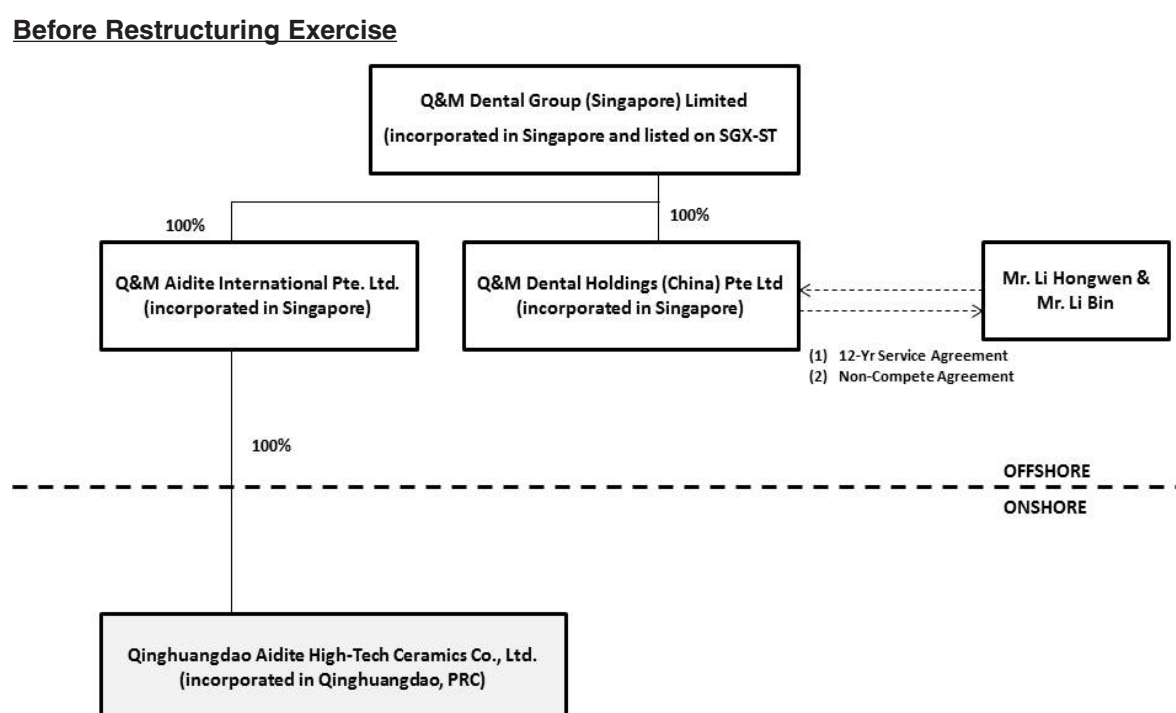 Before Restructuring Exercise
Q&M Dental Group (Singapore) Limited
(incorporated in Singapore and listed on SGX-ST
100%
100%
Q&M Aidite International Pte. Ltd.
(incorporated in Singapore)
Q&M Dental Holdings (China) Pte Ltd
(incorporated in Singapore)
Mr. Li Hongwen &
Mr. Li Bin
(1) 12-Yr Service Agreement
(2) Non-Compete Agreement
100%
OFFSHORE
ONSHORE
Qinghuangdao Aidite High-Tech Ceramics Co., Ltd.
(incorporated in Qinghuangdao, PRC)